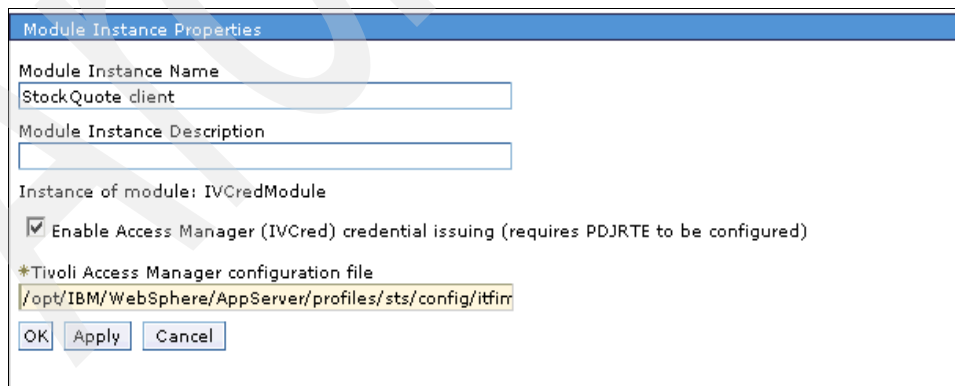 Module Instance Properties
Module Instance Name
StockQuote client
Module Instance Description
Instance of module: IVCredModule
Enable Access Manager (IVCred) credential issuing (requires PDJRTE to be configured)
*Tivoli Access Manager configuration file
/opt/IBM/WebSphere/AppServer/profiles/sts/config/itfim
OK Apply Cancel